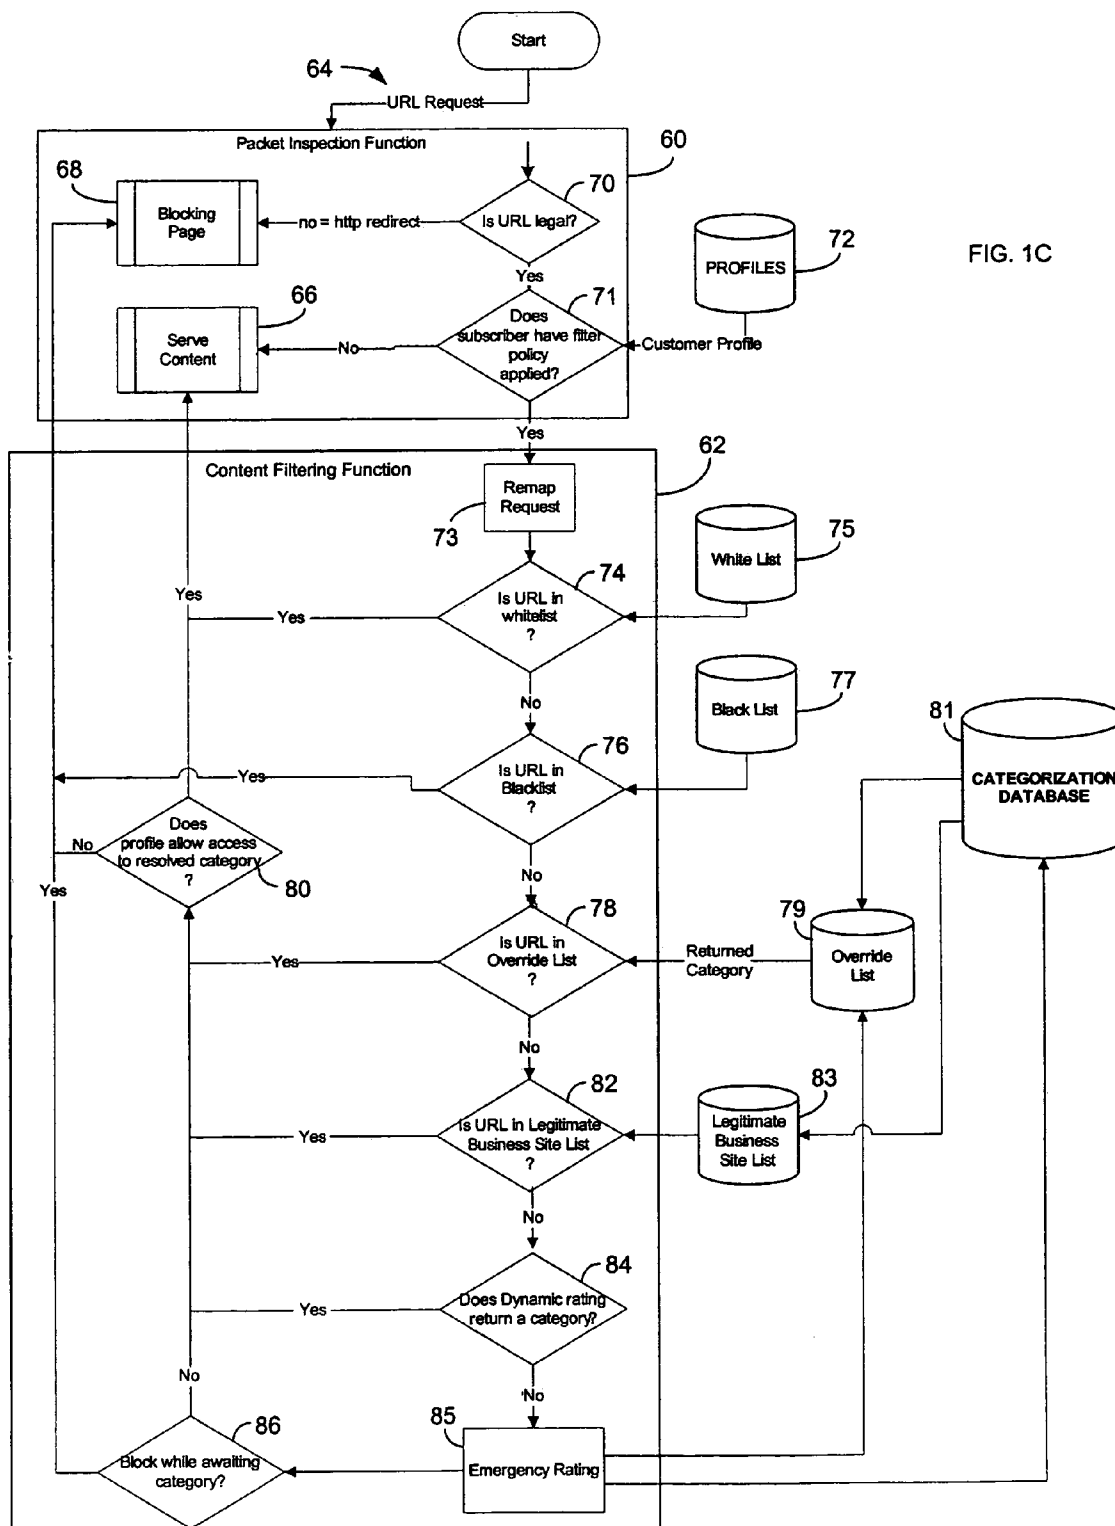 Start
64
URL Request
Packet Inspection Function
60
68
Blocking
Page
no = http redirect
70
Is URL legal?
Yes
72
PROFILES
FIG. 1C
66
Serve
Content
No
71
Does
subscriber have filter
policy
applied?
Customer Profile
Yes
Content Filtering Function
62
Remap
Request
73
75
White List
74
Is URL in
whitelist
?
Yes
Yes
No
77
Black List
76
Is URL in
Blacklist
?
Yes
81
CATEGORIZATION
DATABASE
Does
profile allow access
to resolved category
?
No
80
Yes
No
78
Is URL in
Override List
?
Yes
Returned
Category
79
Override
List
No
82
Is URL in Legitimate
Business Site List
?
Yes
83
Legitimate
Business
Site List
No
84
Does Dynamic rating
return a category?
Yes
No
No
86
Block while awaiting
category?
85
Emergency Rating